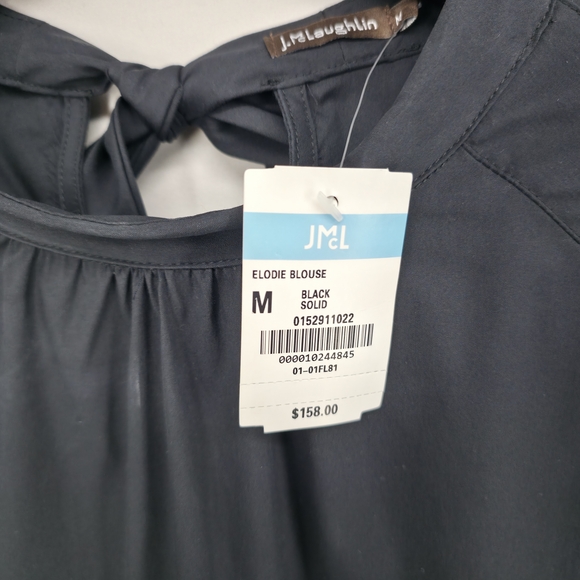 J.McLaughlin
M
JMcL
ELODIE BLOUSE
M BLACK
SOLID
0152911022
000010244845
01-01FL81
$158.00